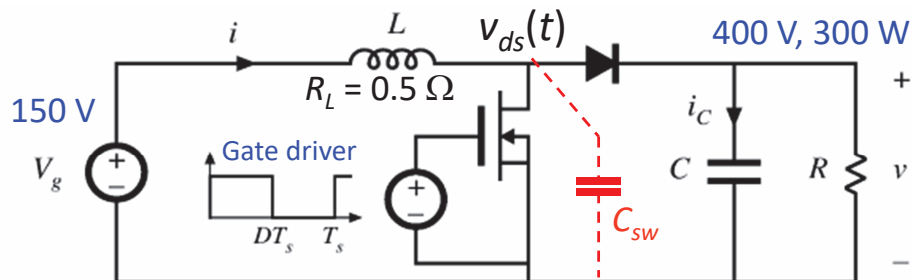 i
L
v_ds(t)
400 V, 300 W
150 V
R_L = 0.5 Ω
+
i_C
V_g
+
−
Gate driver
DT_s
T_s
+
−
C_sw
C
R
v
−